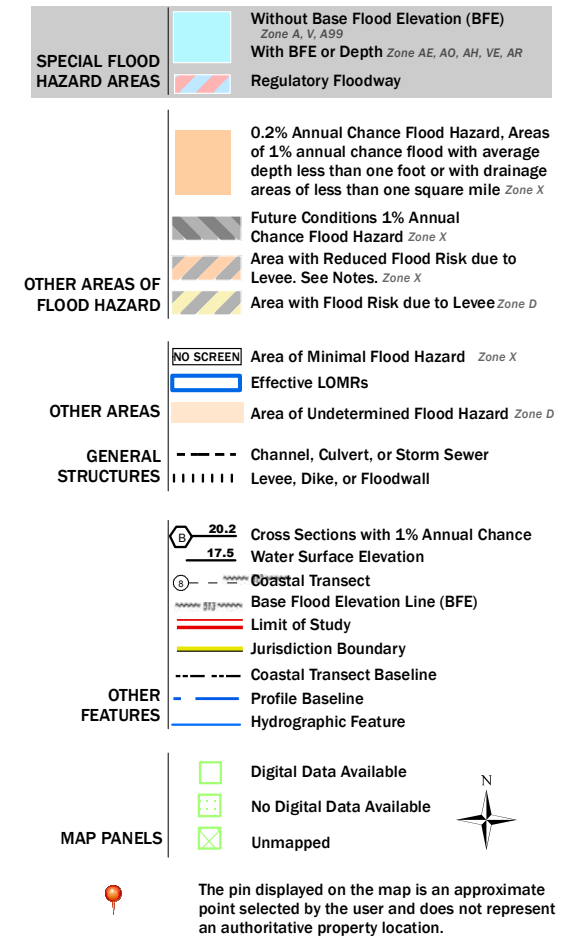 SPECIAL FLOOD
HAZARD AREAS
Without Base Flood Elevation (BFE)
Zone A, V, A99
With BFE or Depth Zone AE, AO, AH, VE, AR
Regulatory Floodway
OTHER AREAS OF
FLOOD HAZARD
0.2% Annual Chance Flood Hazard, Areas
of 1% annual chance flood with average
depth less than one foot or with drainage
areas of less than one square mile Zone X
Future Conditions 1% Annual
Chance Flood Hazard Zone X
Area with Reduced Flood Risk due to
Levee. See Notes. Zone X
Area with Flood Risk due to Levee Zone D
OTHER AREAS
NO SCREEN Area of Minimal Flood Hazard Zone X
Effective LOMRs
Area of Undetermined Flood Hazard Zone D
GENERAL
STRUCTURES
Channel, Culvert, or Storm Sewer
Levee, Dike, or Floodwall
OTHER
FEATURES
B 20.2 Cross Sections with 1% Annual Chance
17.5 Water Surface Elevation
8 Coastal Transect
Base Flood Elevation Line (BFE)
Limit of Study
Jurisdiction Boundary
Coastal Transect Baseline
Profile Baseline
Hydrographic Feature
MAP PANELS
Digital Data Available
No Digital Data Available
Unmapped
N
The pin displayed on the map is an approximate
point selected by the user and does not represent
an authoritative property location.